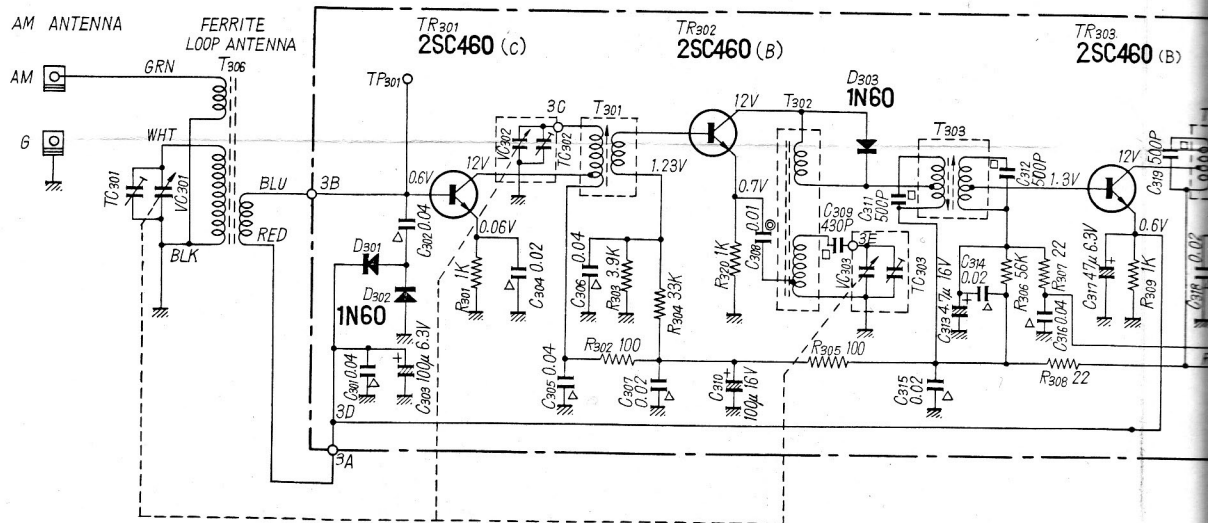 AM ANTENNA
FERRITE
LOOP ANTENNA
T306
AM
GRN
G
WHT
TC301
VC301
BLK
BLU
RED
3B
TP301
TR301
2SC460 (C)
TR302
2SC460 (B)
TR303
2SC460 (B)
0.6V
12V
0.06V
C302 0.04
D301
D302
1N60
R301 1K
C304 0.02
C301 0.04
C303 100μ 6.3V
3D
3A
3C
VC302
TC302
T301
1.23V
C306 0.04
R303 3.9K
R304 33K
R302 100
C305 0.04
C307
0.02
C310
100μ 16V
12V
0.7V
R320 1K
C308 0.01
D303
1N60
T302
C309
430P
3E
VC303
TC303
R305 100
T303
C311
500P
C312
500P
1.3V
C313 4.7μ 16V
C314
0.02
R306 56K
R307 22
C316 0.04
C315
0.02
R308 22
12V
0.6V
C317 47μ 6.3V
R309 1K
C319 500P
C318 0.02